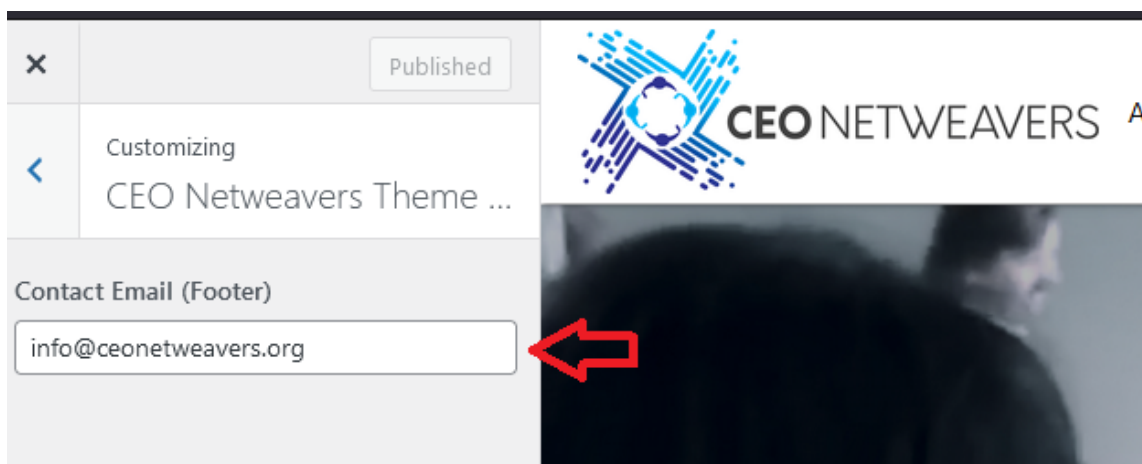 Published
Customizing
CEO Netweavers Theme ...
Contact Email (Footer)
info@ceonetweavers.org
CEO NETWEAVERS
A